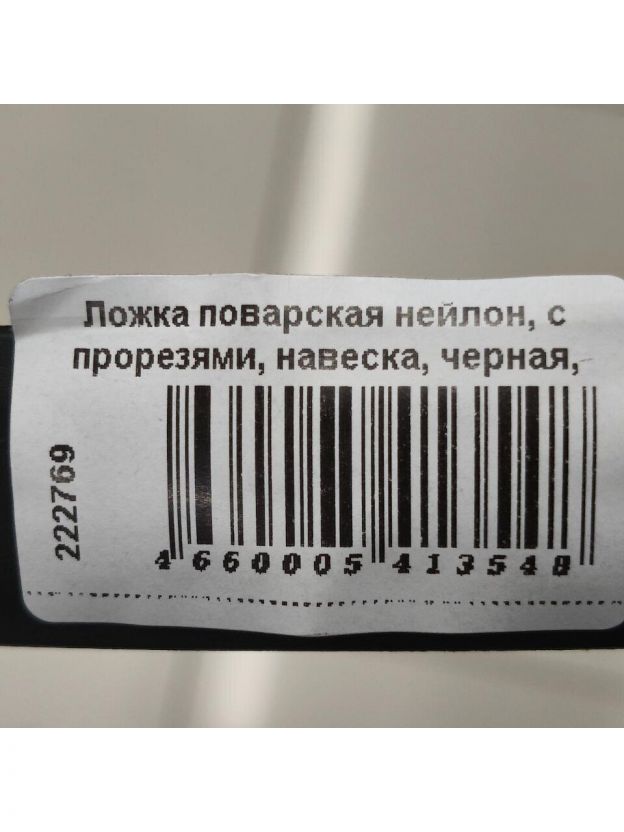 Ложка поварская нейлон, с
прорезями, навеска, черная,
222769
4 660005 413548